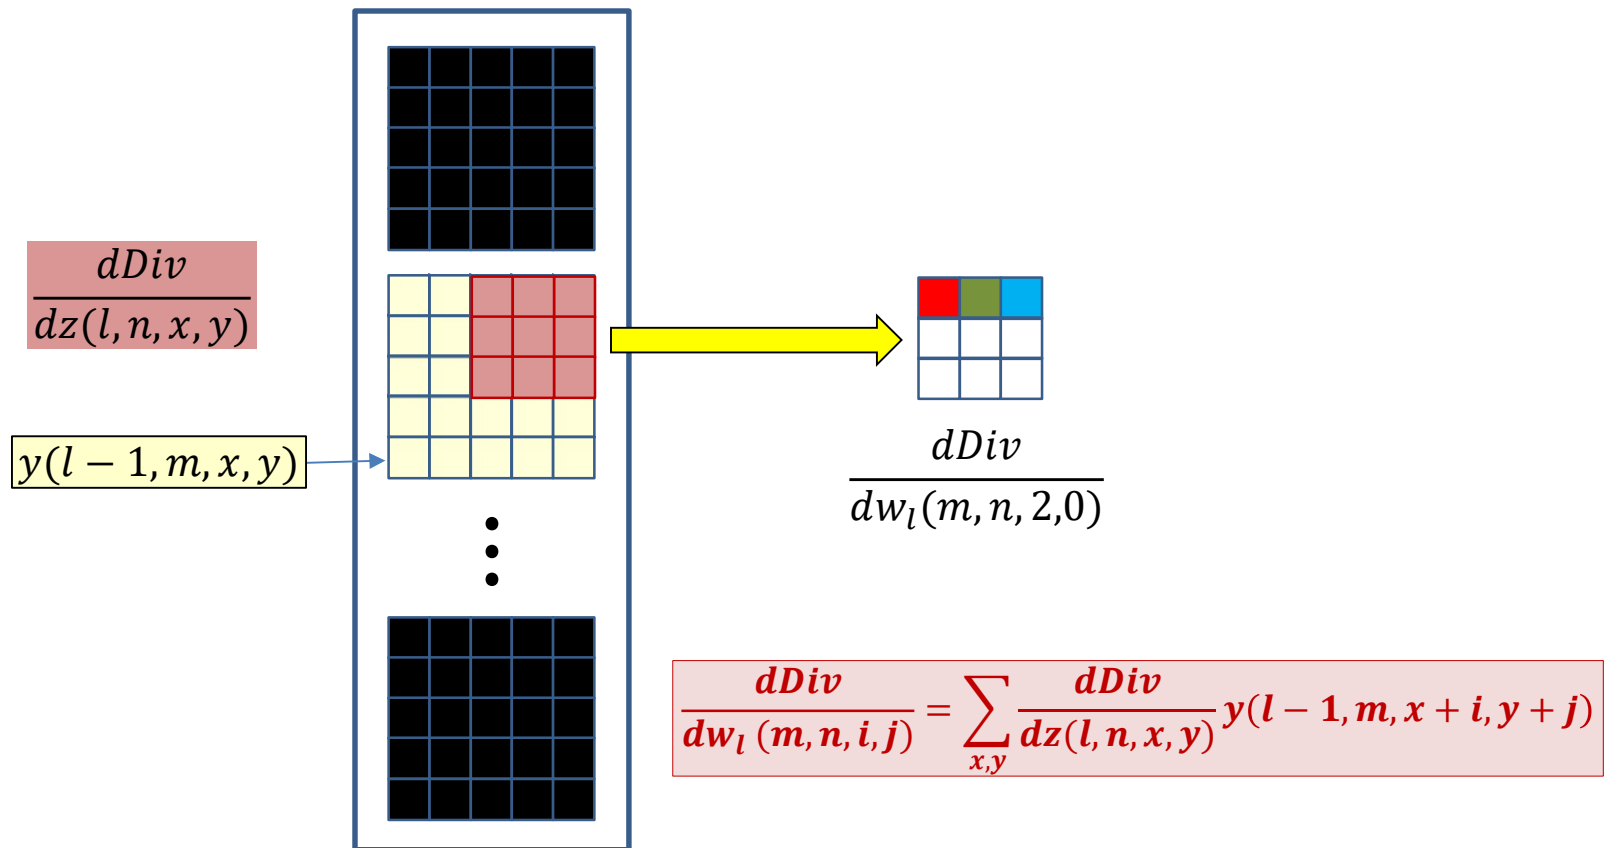 dDiv
dz(l, n, x, y)
y(l − 1, m, x, y)
dDiv
dw_l(m, n, 2,0)
dDiv / dw_l (m, n, i, j) = ∑_{x,y} dDiv / dz(l, n, x, y) y(l − 1, m, x + i, y + j)